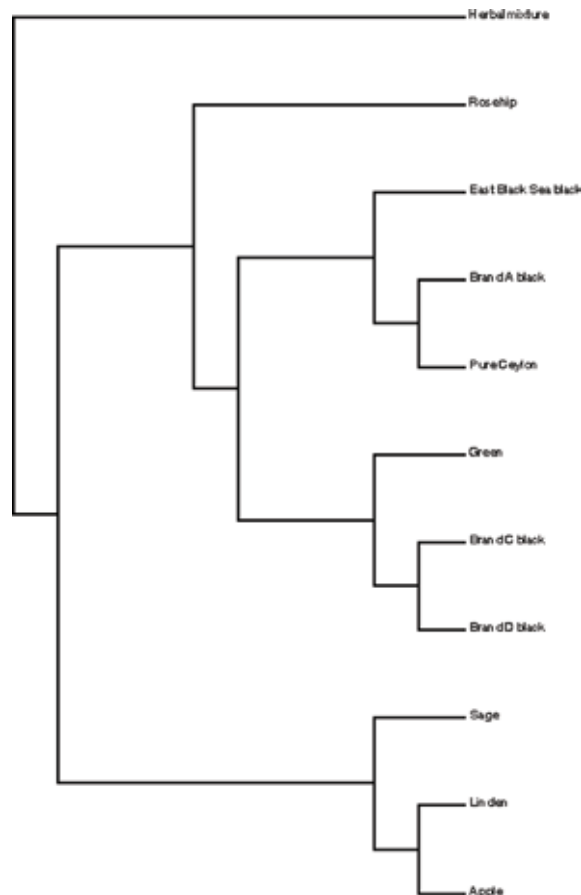 Herbal mixture
Rosehip
East Black Sea black
Brand A black
Pure Ceylon
Green
Brand C black
Brand D black
Sage
Linden
Apple